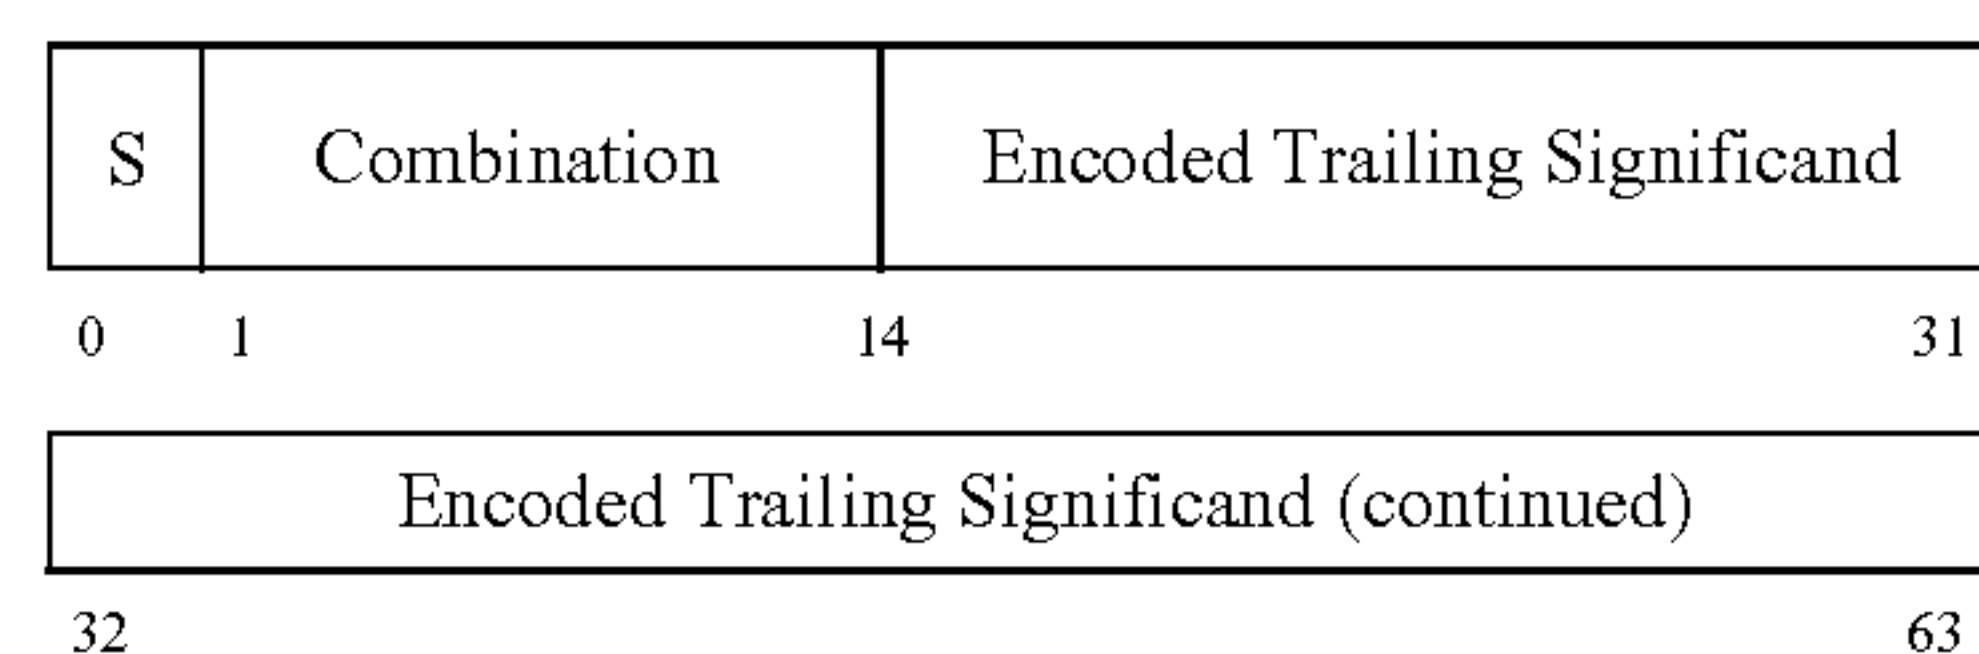 S Combination Encoded Trailing Significand
0 1 14 31
Encoded Trailing Significand (continued)
32 63